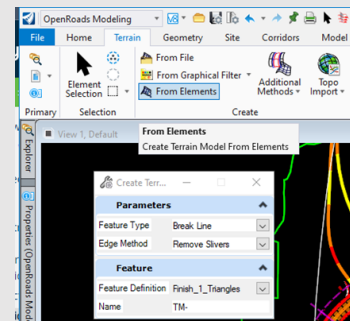 OpenRoads Modeling
File Home Terrain Geometry Site Corridors Model
From File
From Graphical Filter
From Elements
Element Selection
Additional Methods
Topo Import
Primary Selection Create
View 1, Default
From Elements
Create Terrain Model From Elements
Explorer
Properties (OpenRoads Mod
Create Terr...
Parameters
Feature Type Break Line
Edge Method Remove Slivers
Feature
Feature Definition Finish_1_Triangles
Name TM-